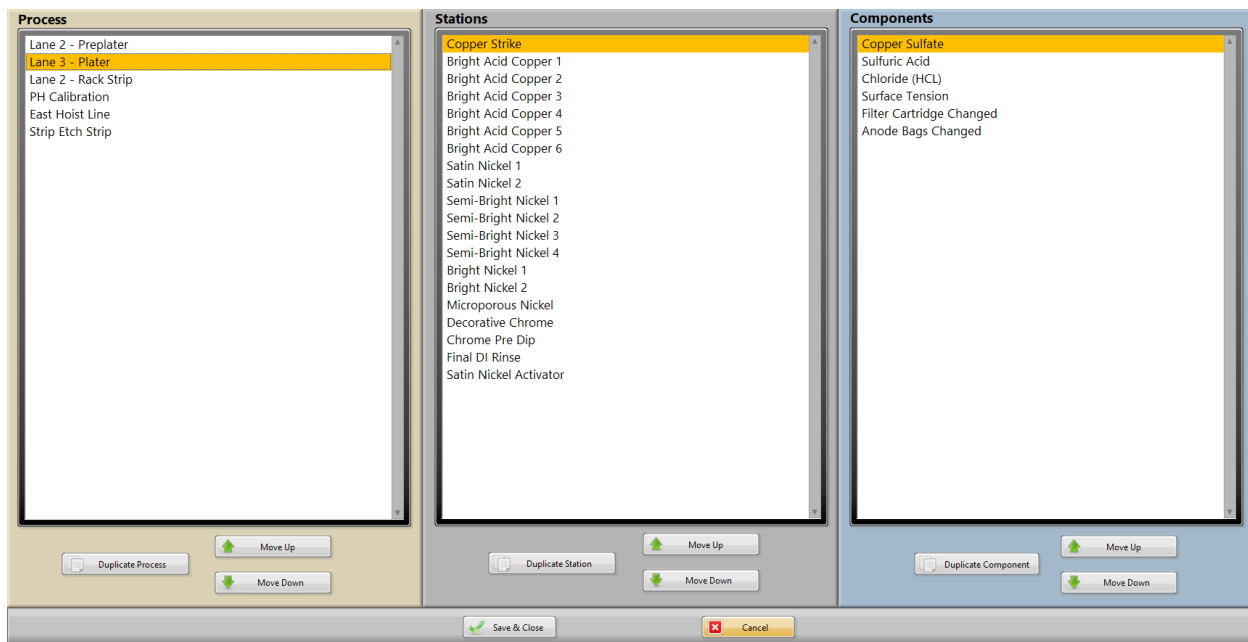 Process
Lane 2 - Preplater
Lane 3 - Plater
Lane 2 - Rack Strip
PH Calibration
East Hoist Line
Strip Etch Strip
Duplicate Process
Move Up
Move Down
Stations
Copper Strike
Bright Acid Copper 1
Bright Acid Copper 2
Bright Acid Copper 3
Bright Acid Copper 4
Bright Acid Copper 5
Bright Acid Copper 6
Satin Nickel 1
Satin Nickel 2
Semi-Bright Nickel 1
Semi-Bright Nickel 2
Semi-Bright Nickel 3
Semi-Bright Nickel 4
Bright Nickel 1
Bright Nickel 2
Microporous Nickel
Decorative Chrome
Chrome Pre Dip
Final DI Rinse
Satin Nickel Activator
Duplicate Station
Move Up
Move Down
Components
Copper Sulfate
Sulfuric Acid
Chloride (HCL)
Surface Tension
Filter Cartridge Changed
Anode Bags Changed
Duplicate Component
Move Up
Move Down
Save & Close
Cancel